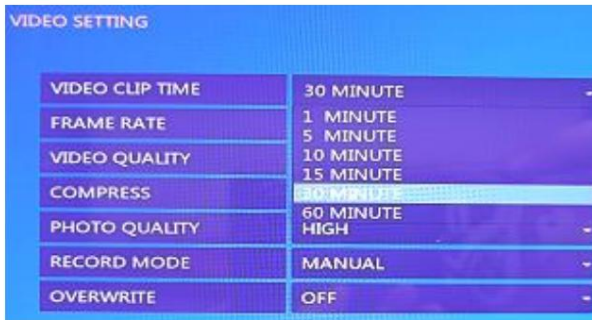 VIDEO SETTING
VIDEO CLIP TIME 30 MINUTE
FRAME RATE 1 MINUTE
5 MINUTE
VIDEO QUALITY 10 MINUTE
15 MINUTE
COMPRESS 30 MINUTE
60 MINUTE
PHOTO QUALITY HIGH
RECORD MODE MANUAL
OVERWRITE OFF